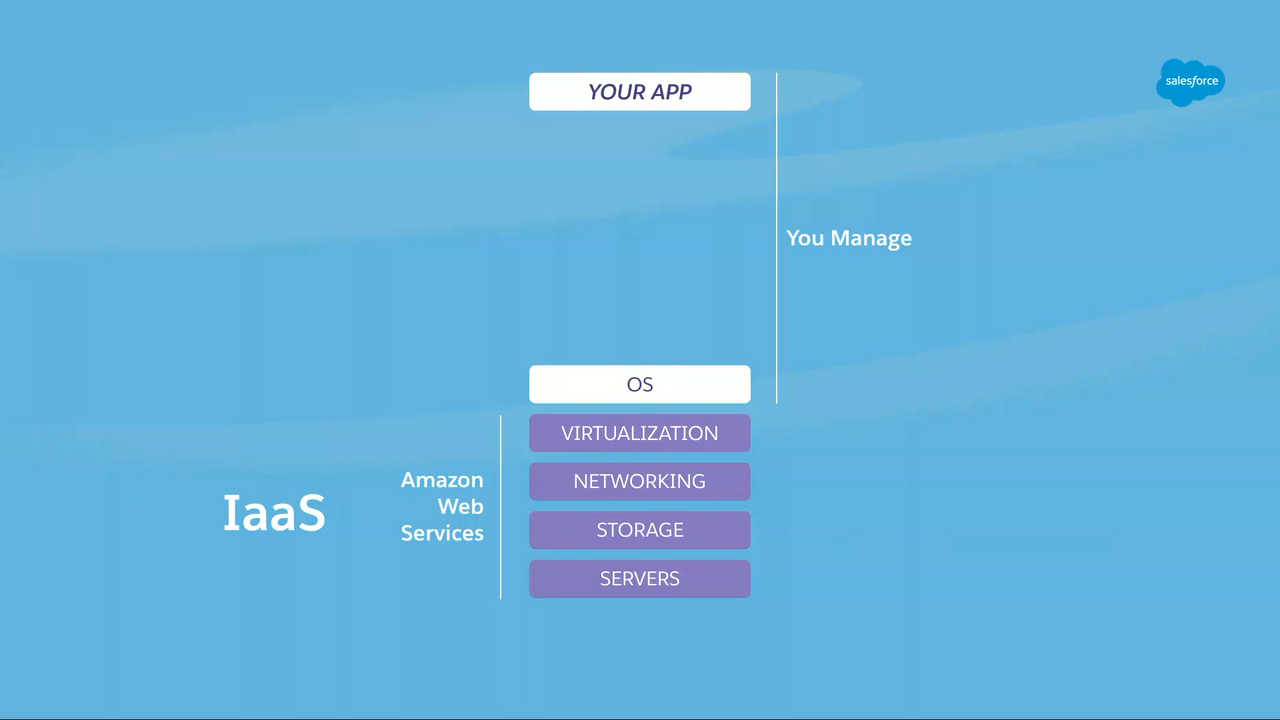 YOUR APP
salesforce
You Manage
OS
VIRTUALIZATION
NETWORKING
STORAGE
SERVERS
IaaS
Amazon
Web
Services